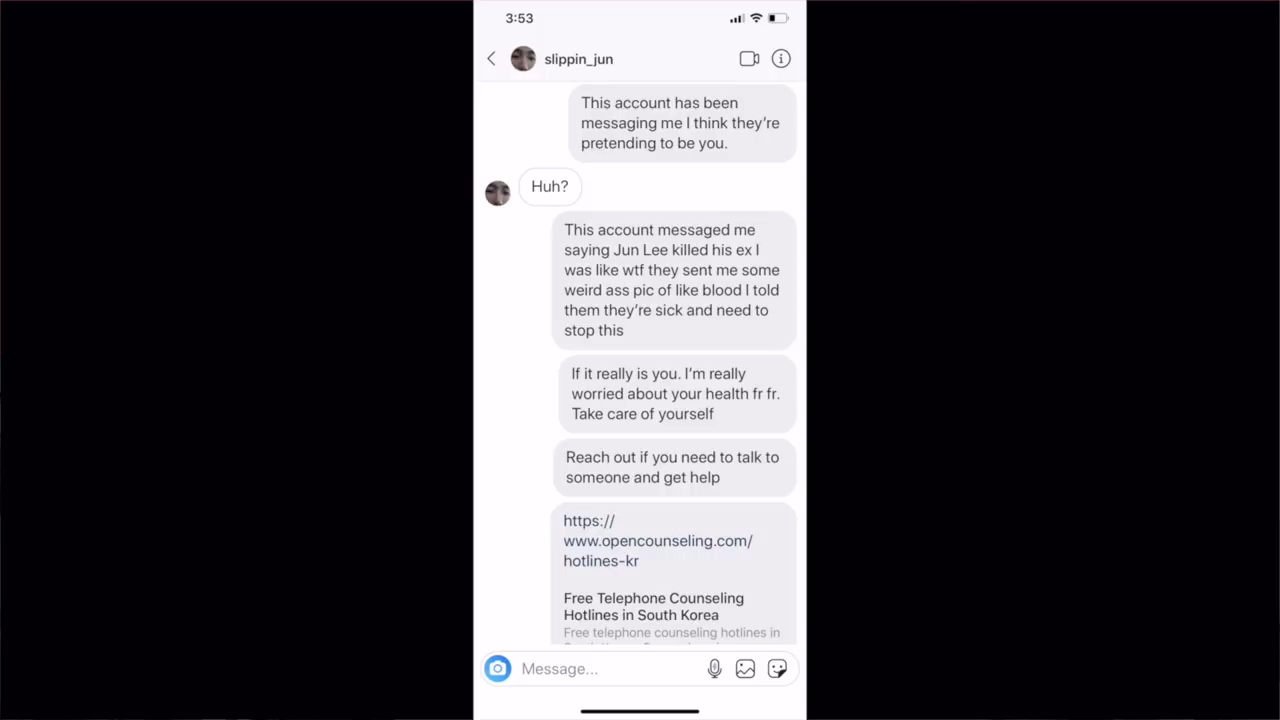 3:53
slippin_jun
This account has been
messaging me I think they're
pretending to be you.
Huh?
This account messaged me
saying Jun Lee killed his ex I
was like wtf they sent me some
weird ass pic of like blood I told
them they're sick and need to
stop this
If it really is you. I'm really
worried about your health fr fr.
Take care of yourself
Reach out if you need to talk to
someone and get help
https://
www.opencounseling.com/
hotlines-kr
Free Telephone Counseling
Hotlines in South Korea
Free telephone counseling hotlines in
Message...